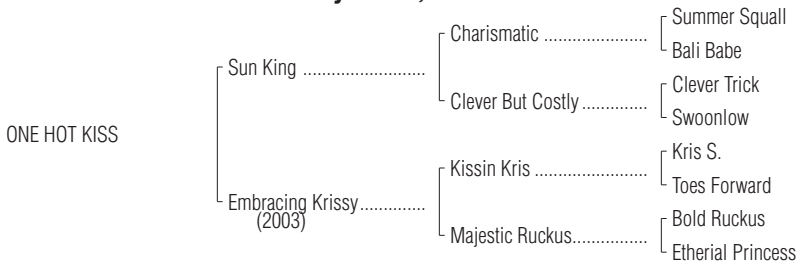 Summer Squall
Charismatic ......................
Bali Babe
Sun King ..........................
Clever Trick
Clever But Costly ..............
Swoonlow
ONE HOT KISS
Kris S.
Kissin Kris ........................
Toes Forward
Embracing Krissy ..............
(2003)
Bold Ruckus
Majestic Ruckus ................
Etherial Princess